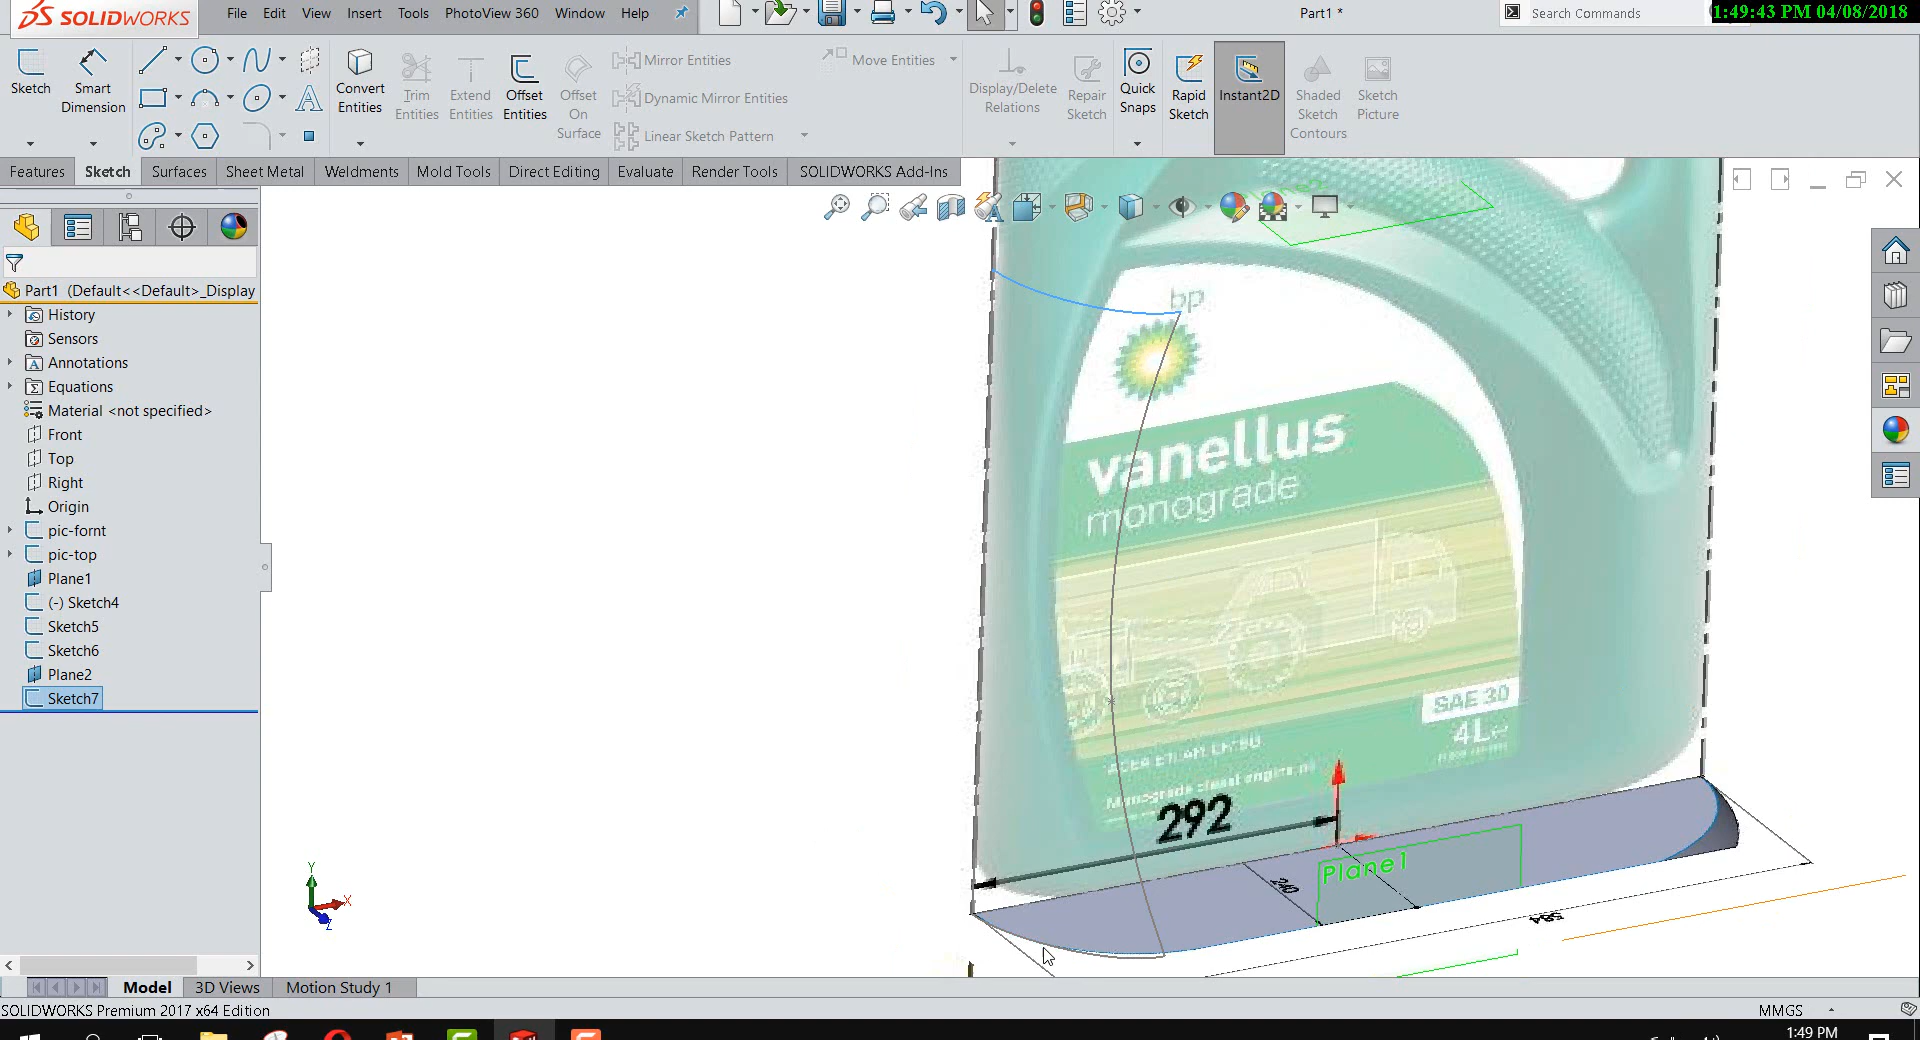 SOLIDWORKS
File Edit View Insert Tools PhotoView 360 Window Help
Part1 *
Search Commands
1:49:43 PM 04/08/2018
Sketch
Smart Dimension
Convert Entities
Trim Entities
Extend Entities
Offset Entities
Offset On Surface
Mirror Entities
Dynamic Mirror Entities
Linear Sketch Pattern
Move Entities
Display/Delete Relations
Repair Sketch
Quick Snaps
Rapid Sketch
Instant2D
Shaded Sketch Contours
Sketch Picture
Features Sketch Surfaces Sheet Metal Weldments Mold Tools Direct Editing Evaluate Render Tools SOLIDWORKS Add-Ins
Part1 (Default<<Default>_Display
History
Sensors
Annotations
Equations
Material <not specified>
Front
Top
Right
Origin
pic-fornt
pic-top
Plane1
(-) Sketch4
Sketch5
Sketch6
Plane2
Sketch7
bp
vanellus
monograde
SAE 30
4L
Monograde diesel engine
292
Plane1
584
Y
X
Z
Model 3D Views Motion Study 1
SOLIDWORKS Premium 2017 x64 Edition
MMGS
1:49 PM